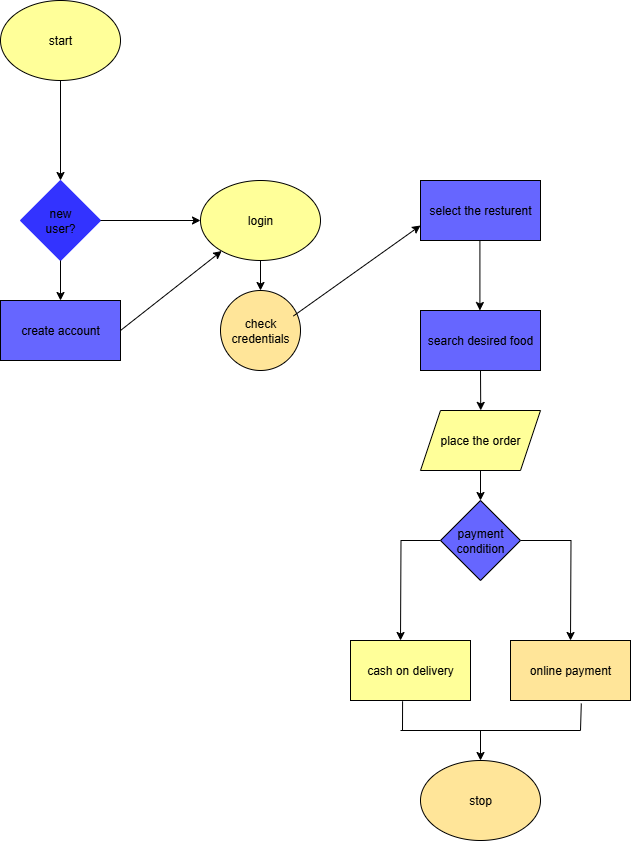 start
new
user?
login
create account
check
credentials
select the resturent
search desired food
place the order
payment
condition
cash on delivery
online payment
stop